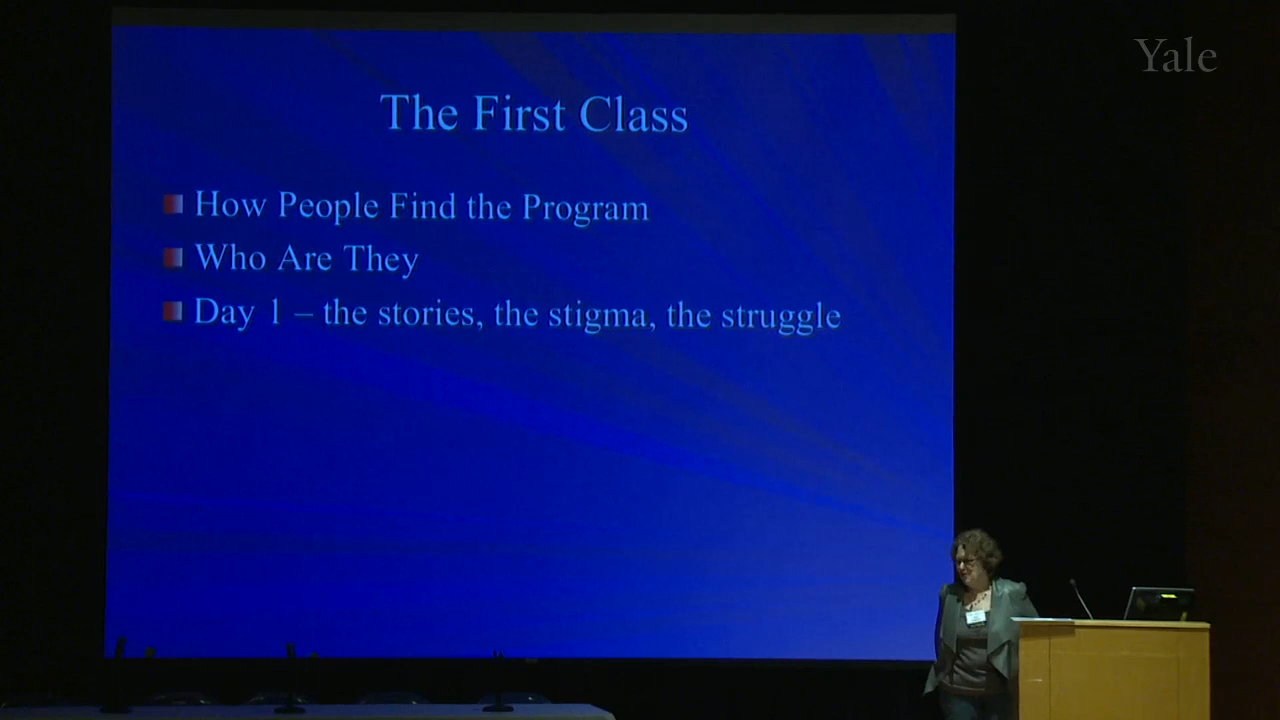 Yale
The First Class
How People Find the Program
Who Are They
Day 1 – the stories, the stigma, the struggle